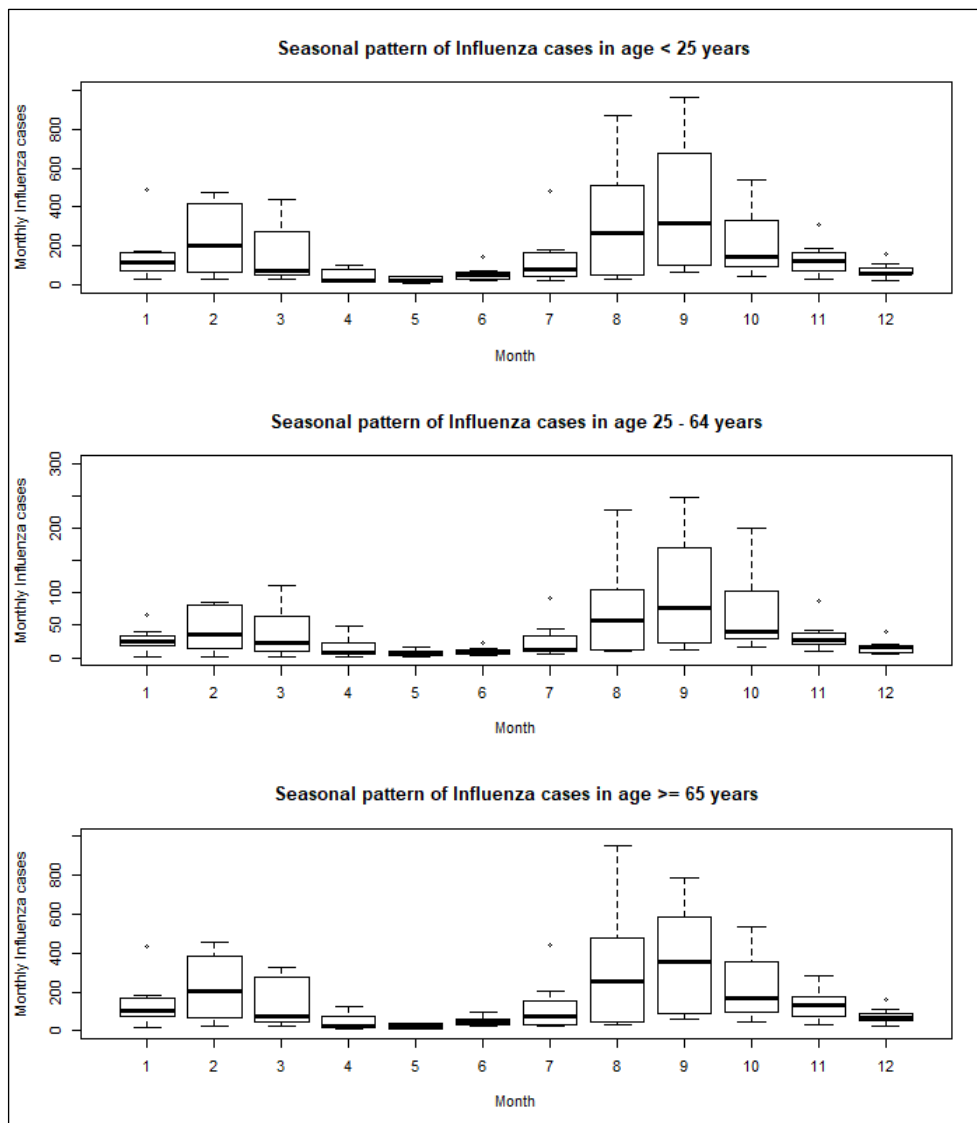 Seasonal pattern of Influenza cases in age < 25 years
Monthly Influenza cases
800
600
400
200
0
1 2 3 4 5 6 7 8 9 10 11 12
Month
Seasonal pattern of Influenza cases in age 25 - 64 years
Monthly Influenza cases
300
200
100
50
0
1 2 3 4 5 6 7 8 9 10 11 12
Month
Seasonal pattern of Influenza cases in age >= 65 years
Monthly Influenza cases
800
600
400
200
0
1 2 3 4 5 6 7 8 9 10 11 12
Month